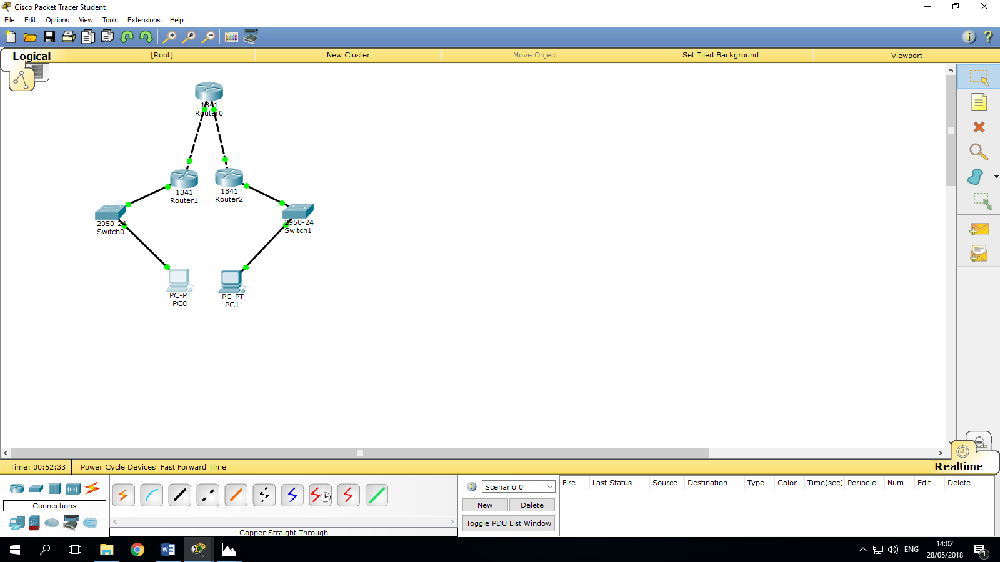 Cisco Packet Tracer Student
File Edit Options View Tools Extensions Help
Logical [Root] New Cluster Move Object Set Tiled Background Viewport
1841
Router0
1841
Router1
1841
Router2
2950-24
Switch0
2950-24
Switch1
PC-PT
PC0
PC-PT
PC1
Time: 00:52:33 Power Cycle Devices Fast Forward Time Realtime
Connections
Copper Straight-Through
Scenario 0
New Delete
Toggle PDU List Window
Fire Last Status Source Destination Type Color Time(sec) Periodic Num Edit Delete
ENG
14:02
28/05/2018
1